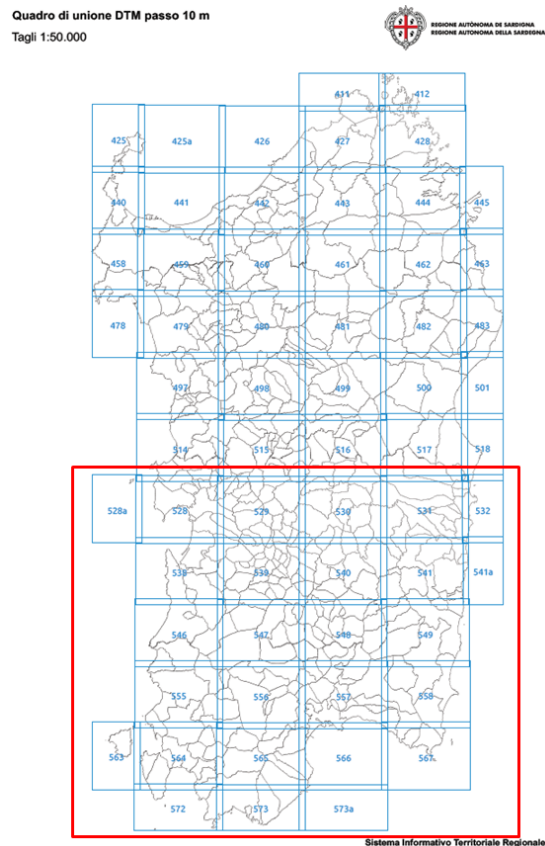 Quadro di unione DTM passo 10 m
Tagli 1:50.000
REGIONE AUTÒNOMA DE SARDIGNA
REGIONE AUTONOMA DELLA SARDEGNA
411 412
425 425a 426 427 428
440 441 442 443 444 445
458 459 460 461 462 463
478 479 480 481 482 483
497 498 499 500 501
514 515 516 517 518
528a 528 529 530 531 532
538 539 540 541 541a
546 547 548 549
555 556 557 558
563 564 565 566 567
572 573 573a
Sistema Informativo Territoriale Regionale